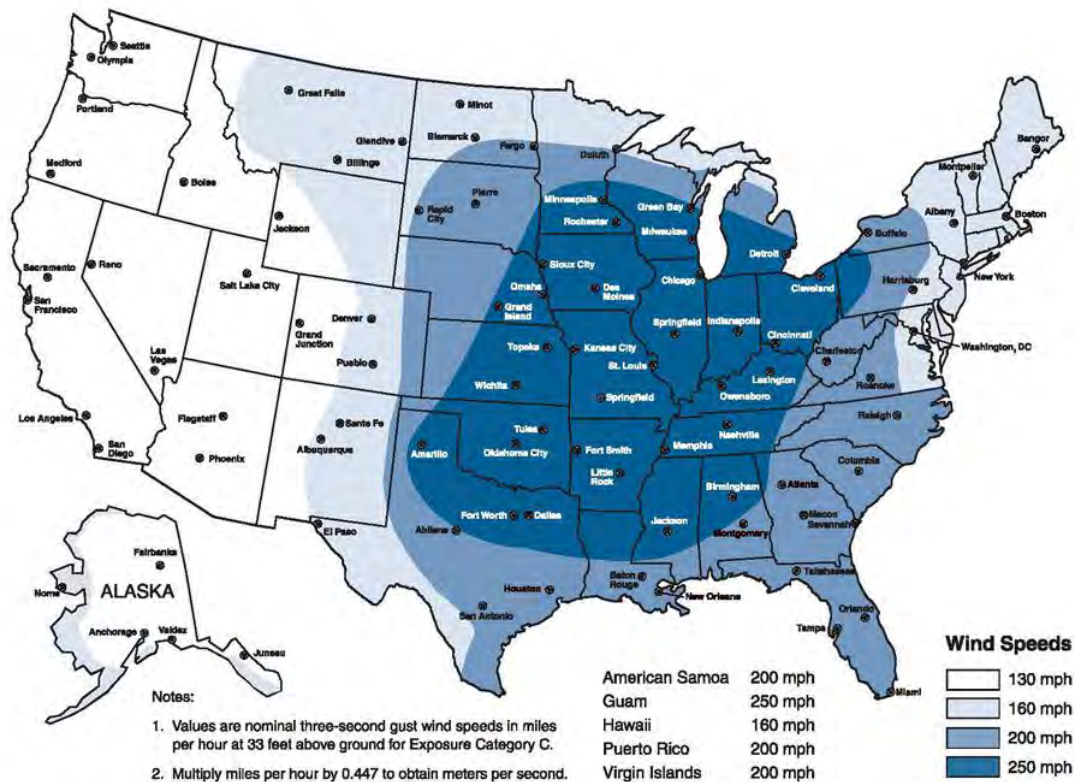 Seattle
Olympia
Portland
Medford
Boise
Great Falls
Glendive
Billings
Minot
Bismarck
Fargo
Duluth
Bangor
Montpelier
Albany
Boston
Buffalo
New York
Harrisburg
Washington, DC
Jackson
Rapid
City
Pierre
Minneapolis
Rochester
Green Bay
Milwaukee
Detroit
Cleveland
Chicago
Sioux City
Des
Moines
Omaha
Grand
Island
Sacramento
San
Francisco
Reno
Salt Lake City
Las
Vegas
Grand
Junction
Denver
Pueblo
Topeka
Kansas City
Springfield
Indianapolis
Cincinnati
St. Louis
Wichita
Springfield
Owensboro
Lexington
Charleston
Roanoke
Raleigh
Los Angeles
San
Diego
Flagstaff
Phoenix
Santa Fe
Albuquerque
Amarillo
Tulsa
Oklahoma City
Fort Smith
Little
Rock
Memphis
Nashville
Birmingham
Atlanta
Columbia
Macon
Savannah
Montgomery
Jackson
Fort Worth
Dallas
Abilene
El Paso
Houston
San Antonio
Baton
Rouge
New Orleans
Tallahassee
Orlando
Tampa
Miami
Fairbanks
Nome
ALASKA
Anchorage
Valdez
Juneau
Notes:
1. Values are nominal three-second gust wind speeds in miles
per hour at 33 feet above ground for Exposure Category C.
2. Multiply miles per hour by 0.447 to obtain meters per second.
American Samoa 200 mph
Guam 250 mph
Hawaii 160 mph
Puerto Rico 200 mph
Virgin Islands 200 mph
Wind Speeds
130 mph
160 mph
200 mph
250 mph